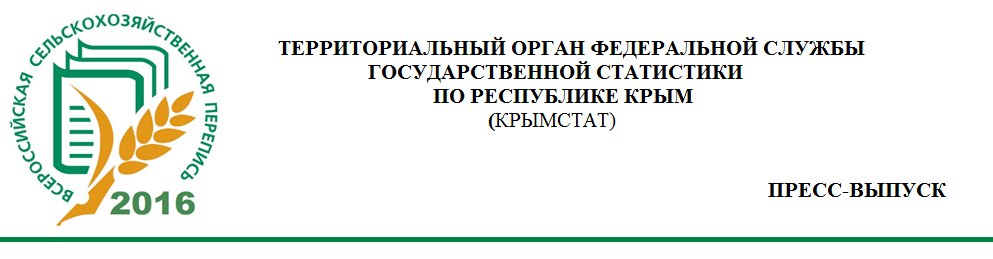 ВСЕРОССИЙСКАЯ СЕЛЬСКОХОЗЯЙСТВЕННАЯ ПЕРЕПИСЬ
2016
ТЕРРИТОРИАЛЬНЫЙ ОРГАН ФЕДЕРАЛЬНОЙ СЛУЖБЫ
ГОСУДАРСТВЕННОЙ СТАТИСТИКИ
ПО РЕСПУБЛИКЕ КРЫМ
(КРЫМСТАТ)
ПРЕСС-ВЫПУСК